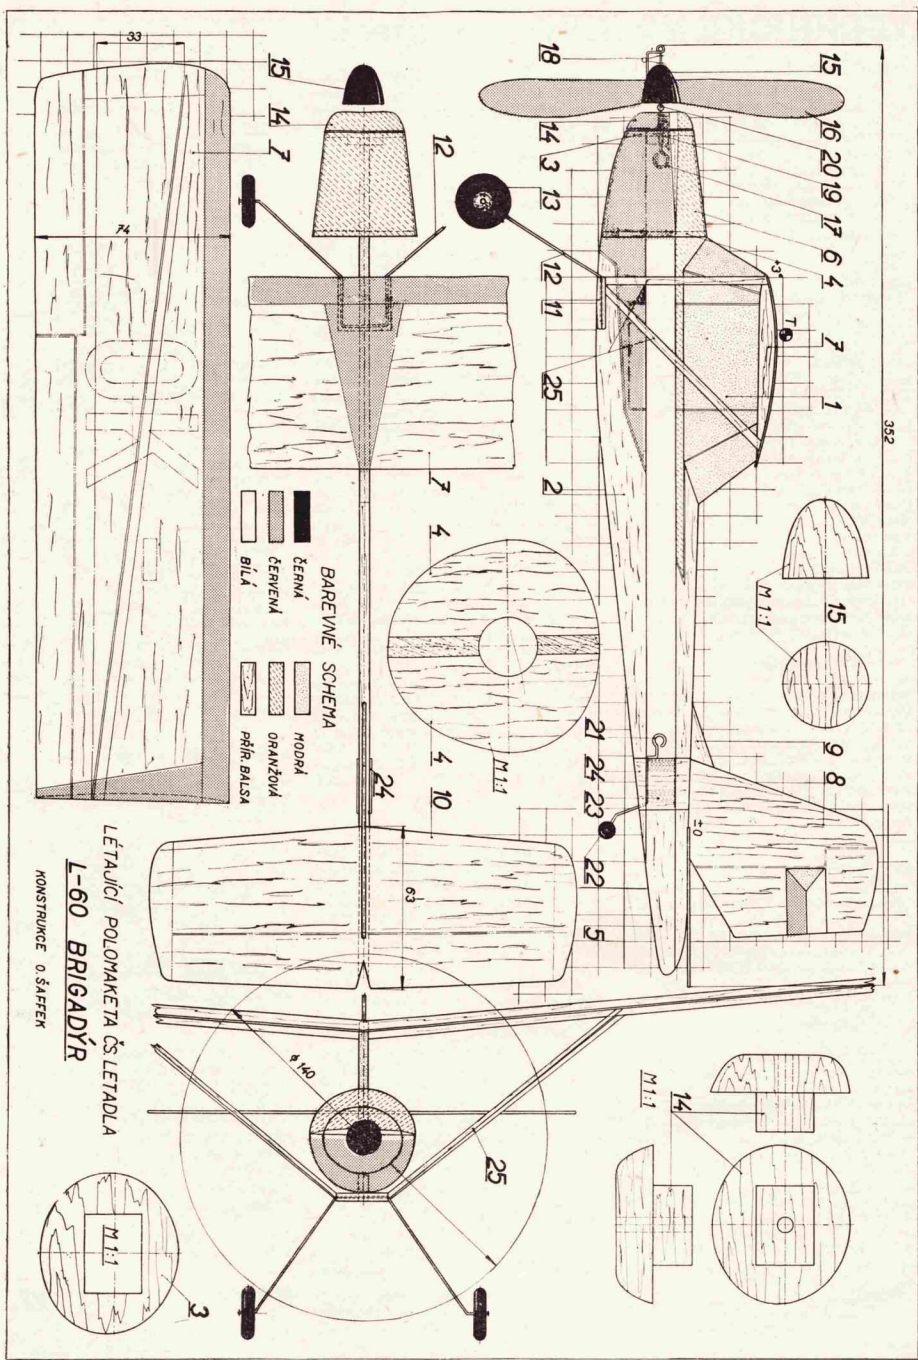 352
15 16 20 19 17 6 4 7 1 15 9 8
+3°
T
M 1:1
±0
18 14 3 13 12 11 25 2 21 24 23 22 5
14
M 1:1
M 1:1
12 7 4 4 10
25
63
24
ø 140
BAREVNÉ SCHEMA
ČERNÁ MODRÁ
ČERVENÁ ORANŽOVÁ
BÍLÁ PŘÍR. BALSA
15 14 7
33
74
OK
LÉTAJÍCÍ POLOMAKETA ČS. LETADLA
L-60 BRIGADÝR
KONSTRUKCE O. ŠAFFEK
M 1:1
3